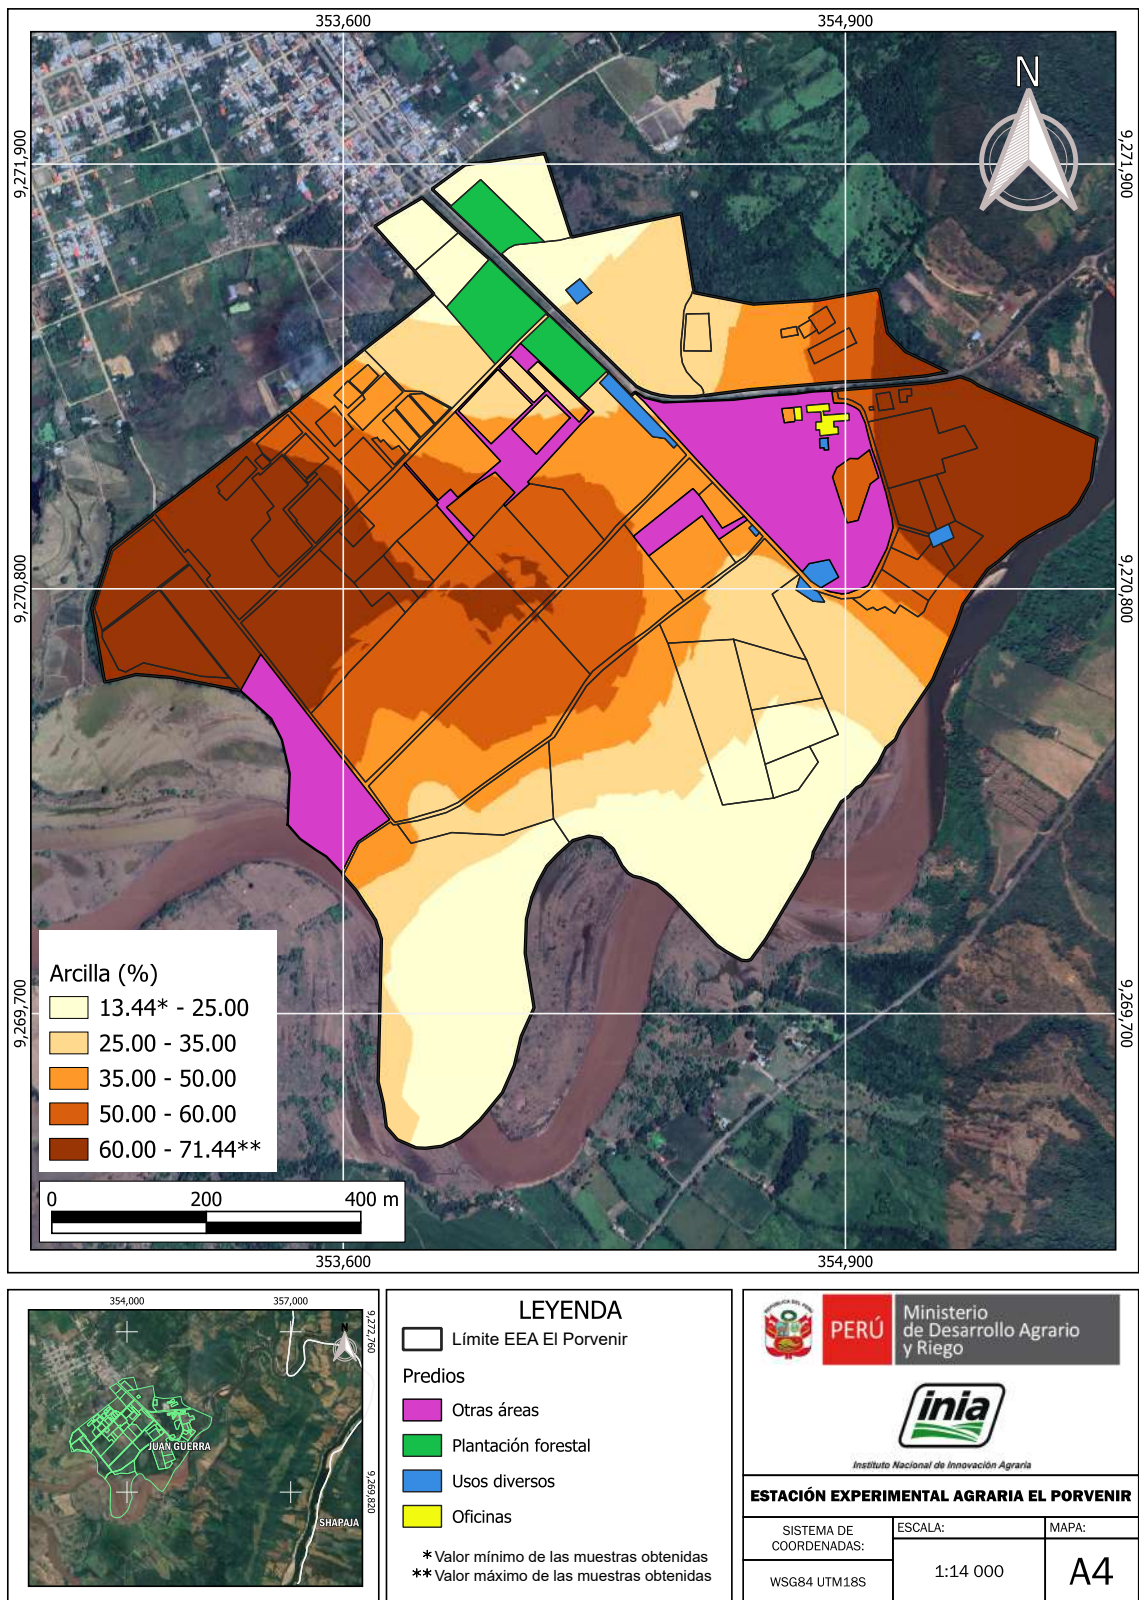 353,600
354,900
9,271,900
9,271,900
N
9,270,800
9,270,800
9,269,700
9,269,700
Arcilla (%)
13.44* - 25.00
25.00 - 35.00
35.00 - 50.00
50.00 - 60.00
60.00 - 71.44**
0 200 400 m
353,600
354,900
354,000
357,000
9,272,760
N
JUAN GUERRA
9,269,820
SHAPAJA
LEYENDA
Límite EEA El Porvenir
Predios
Otras áreas
Plantación forestal
Usos diversos
Oficinas
* Valor mínimo de las muestras obtenidas
** Valor máximo de las muestras obtenidas
REPUBLICA DEL PERU
PERÚ
Ministerio
de Desarrollo Agrario
y Riego
inia
Instituto Nacional de Innovación Agraria
ESTACIÓN EXPERIMENTAL AGRARIA EL PORVENIR
SISTEMA DE
COORDENADAS:
WSG84 UTM18S
ESCALA:
1:14 000
MAPA:
A4